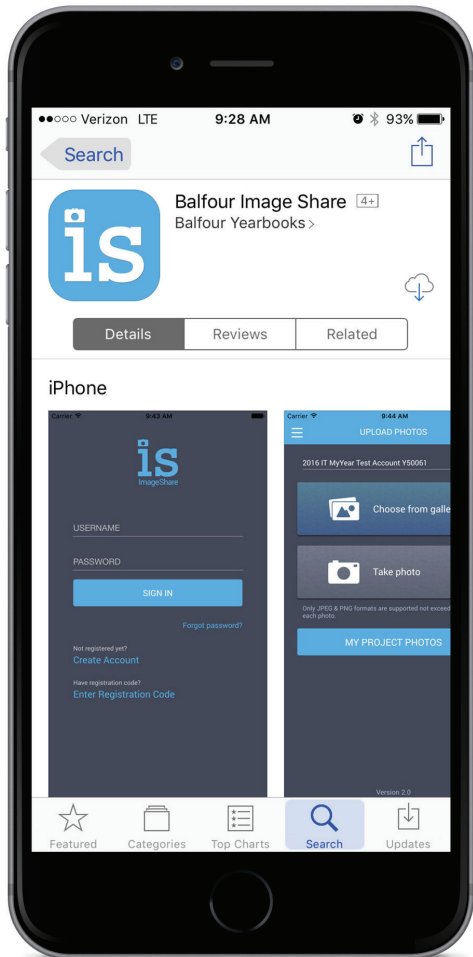 Verizon LTE 9:28 AM 93%
Search
is
Balfour Image Share 4+
Balfour Yearbooks >
Details Reviews Related
iPhone
Carrier 9:43 AM
is
ImageShare
USERNAME
PASSWORD
SIGN IN
Forgot password?
Not registered yet?
Create Account
Have registration code?
Enter Registration Code
Carrier 9:44 AM
UPLOAD PHOTOS
2016 IT MyYear Test Account Y50061
Choose from galle
Take photo
Only JPEG & PNG formats are supported not exceed
each photo.
MY PROJECT PHOTOS
Version 2.0
Featured Categories Top Charts Search Updates